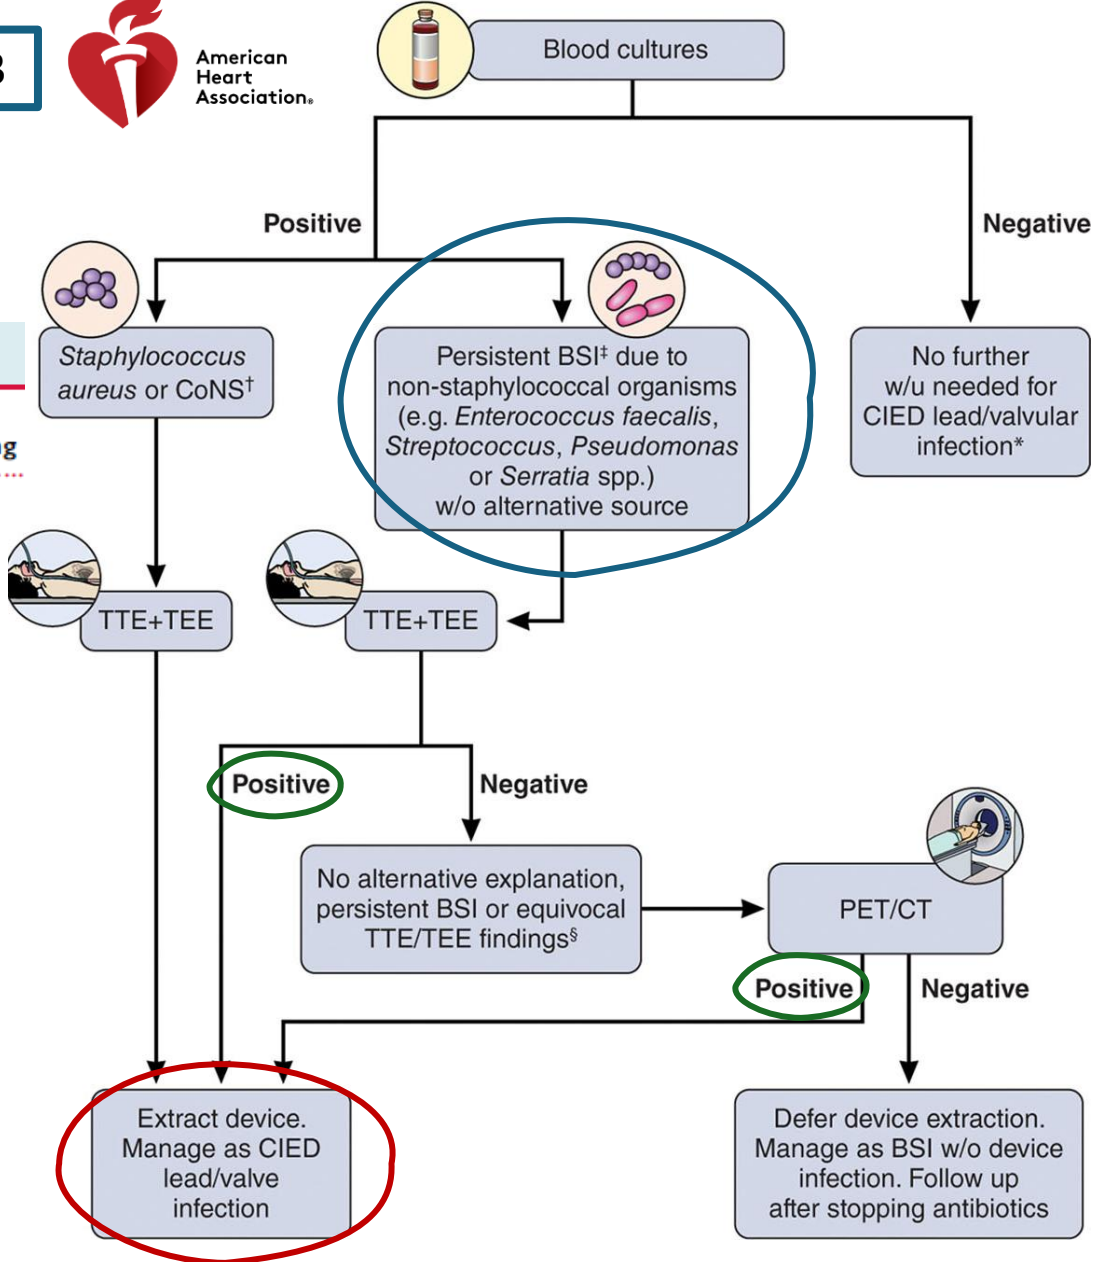 3
American
Heart
Association®
Blood cultures
Positive
Negative
Staphylococcus
aureus or CoNS†
Persistent BSI‡ due to
non-staphylococcal organisms
(e.g. Enterococcus faecalis,
Streptococcus, Pseudomonas
or Serratia spp.)
w/o alternative source
No further
w/u needed for
CIED lead/valvular
infection*
g
TTE+TEE
TTE+TEE
Positive
Negative
No alternative explanation,
persistent BSI or equivocal
TTE/TEE findings§
PET/CT
Positive
Negative
Extract device.
Manage as CIED
lead/valve
infection
Defer device extraction.
Manage as BSI w/o device
infection. Follow up
after stopping antibiotics